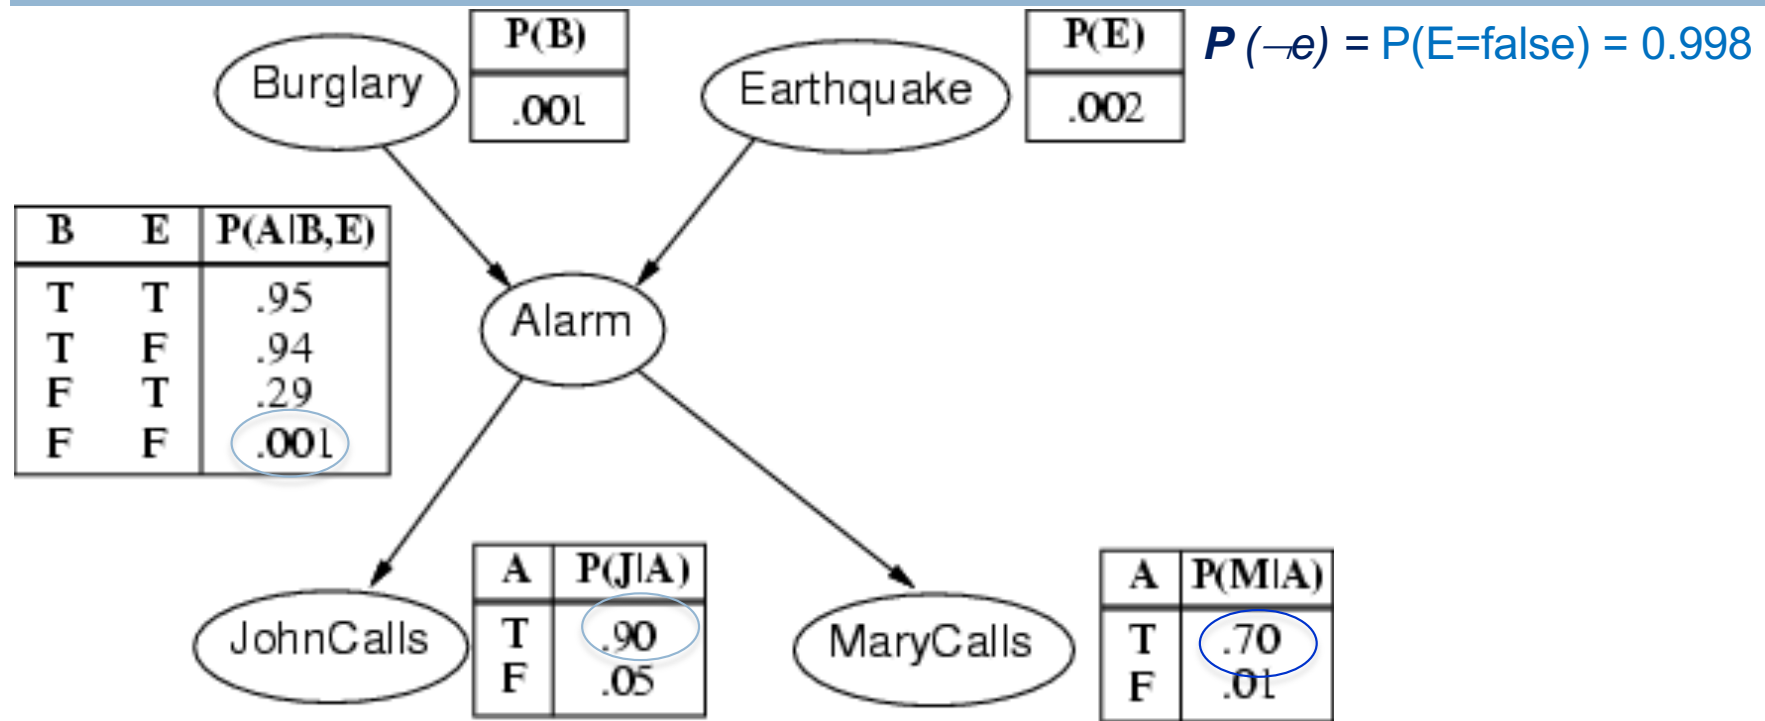 P(B)
.001
Burglary
P(E)
.002
Earthquake
P (¬e) = P(E=false) = 0.998
B E P(A|B,E)
T T .95
T F .94
F T .29
F F .001
Alarm
A P(J|A)
T .90
F .05
JohnCalls
A P(M|A)
T .70
F .01
MaryCalls